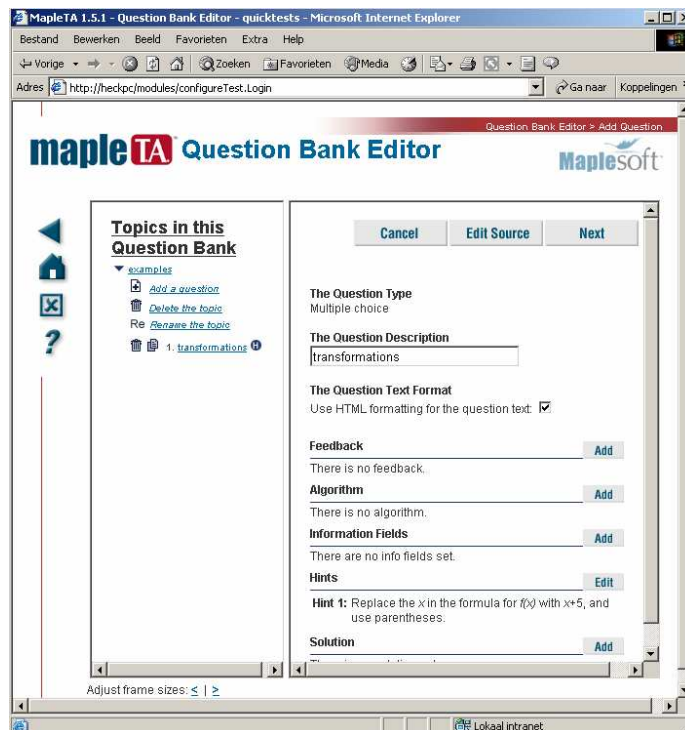 MapleTA 1.5.1 - Question Bank Editor - quicktests - Microsoft Internet Explorer
Bestand Bewerken Beeld Favorieten Extra Help
Vorige Zoeken Favorieten Media
Adres http://heckpc/modules/configureTest.Login Ga naar Koppelingen
Question Bank Editor > Add Question
maple TA Question Bank Editor
Maplesoft
Topics in this
Question Bank
examples
Add a question
Delete the topic
Re Rename the topic
1. transformations H
Cancel Edit Source Next
The Question Type
Multiple choice
The Question Description
transformations
The Question Text Format
Use HTML formatting for the question text:
Feedback Add
There is no feedback.
Algorithm Add
There is no algorithm.
Information Fields Add
There are no info fields set.
Hints Edit
Hint 1: Replace the x in the formula for f(x) with x+5, and
use parentheses.
Solution Add
Adjust frame sizes: < | >
Lokaal intranet